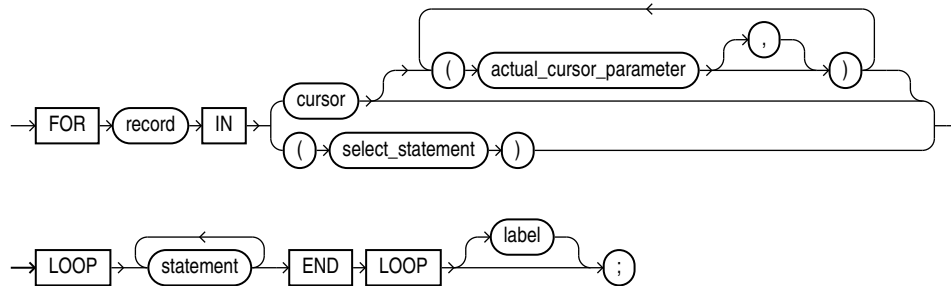 ( actual_cursor_parameter , )
cursor
FOR record IN
( select_statement )
LOOP statement END LOOP label ;